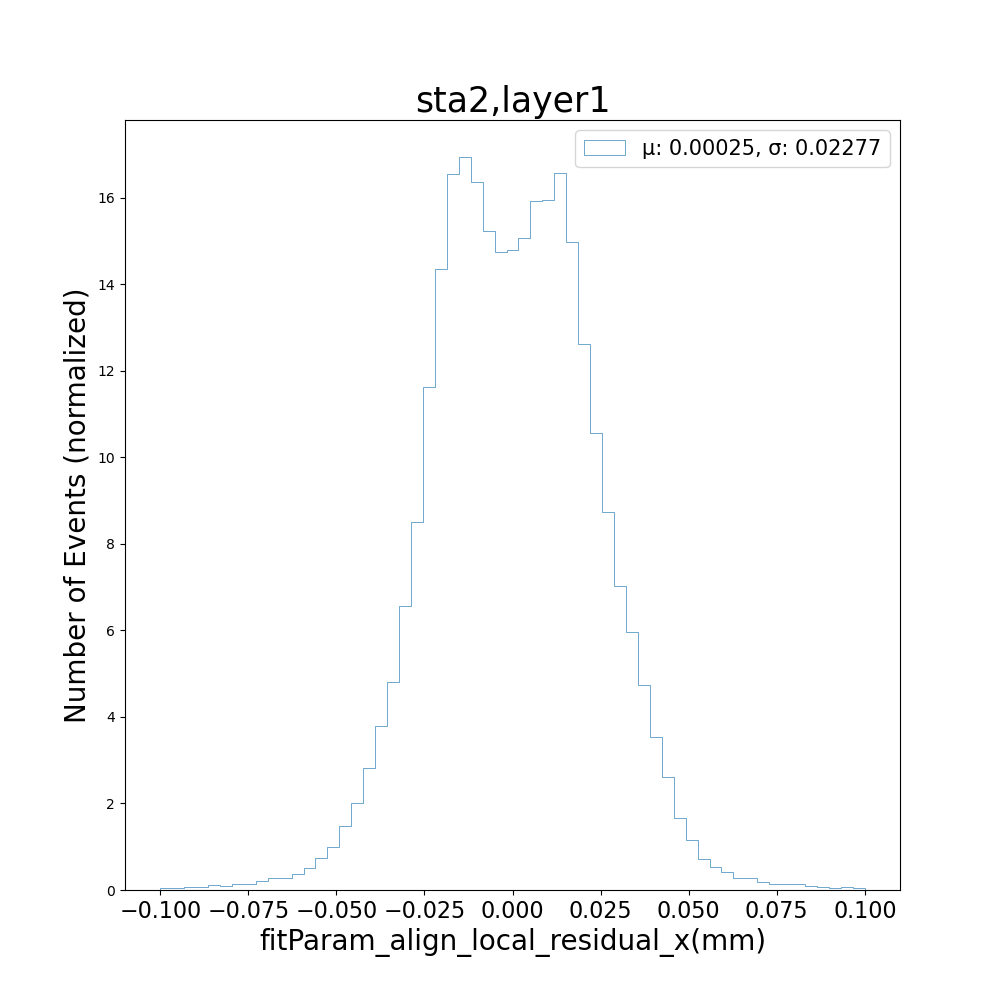 sta2,layer1
μ: 0.00025, σ: 0.02277
Number of Events (normalized)
16
14
12
10
8
6
4
2
0
−0.100 −0.075 −0.050 −0.025 0.000 0.025 0.050 0.075 0.100
fitParam_align_local_residual_x(mm)